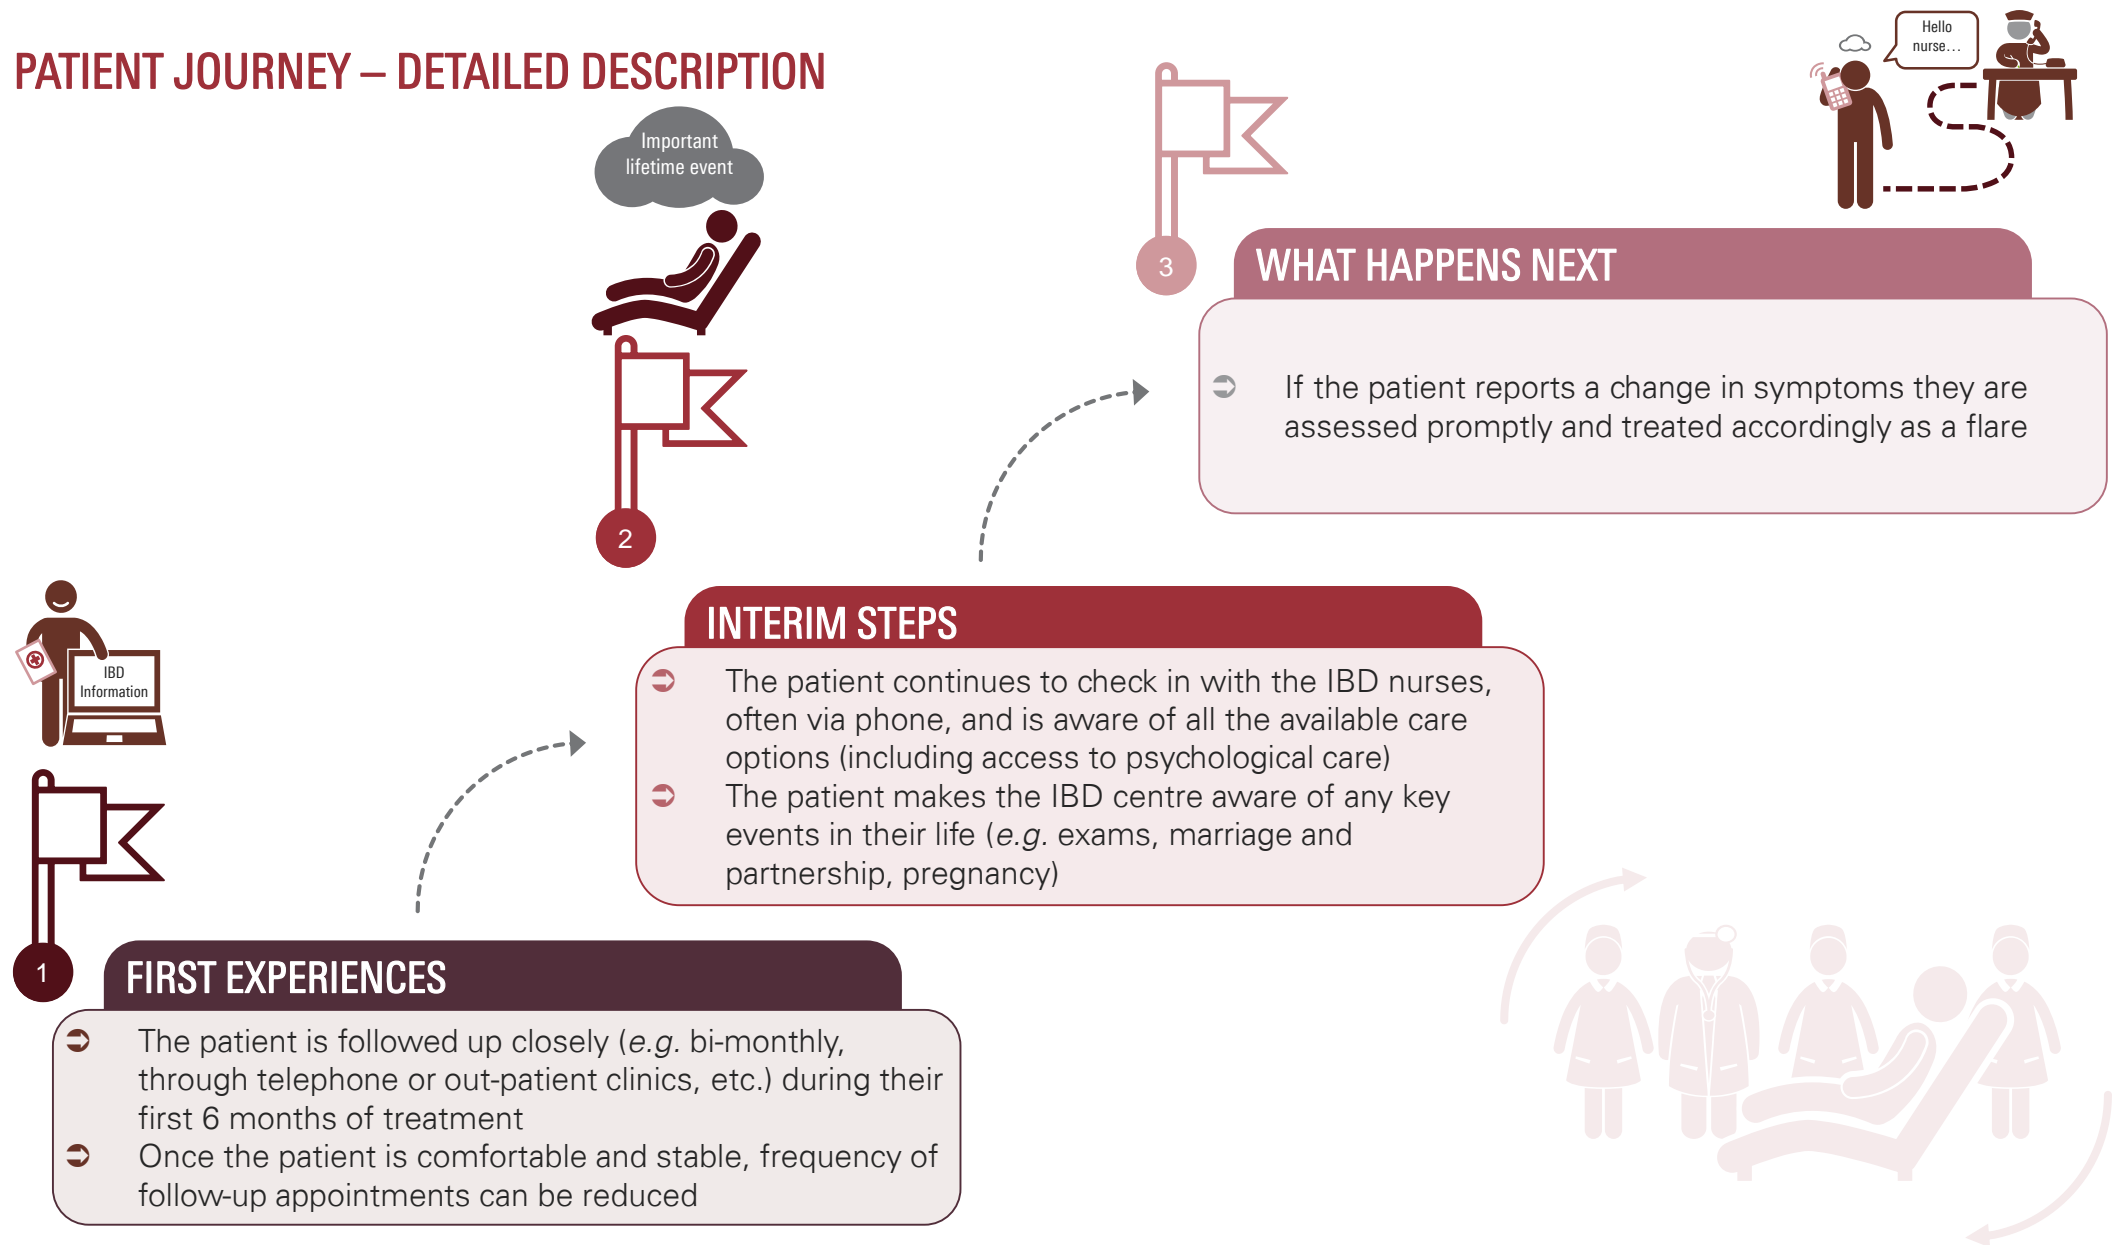 PATIENT JOURNEY – DETAILED DESCRIPTION
Hello
nurse…
Important
lifetime event
3
WHAT HAPPENS NEXT
If the patient reports a change in symptoms they are
assessed promptly and treated accordingly as a flare
2
INTERIM STEPS
The patient continues to check in with the IBD nurses,
often via phone, and is aware of all the available care
options (including access to psychological care)
The patient makes the IBD centre aware of any key
events in their life (e.g. exams, marriage and
partnership, pregnancy)
IBD
Information
1
FIRST EXPERIENCES
The patient is followed up closely (e.g. bi-monthly,
through telephone or out-patient clinics, etc.) during their
first 6 months of treatment
Once the patient is comfortable and stable, frequency of
follow-up appointments can be reduced